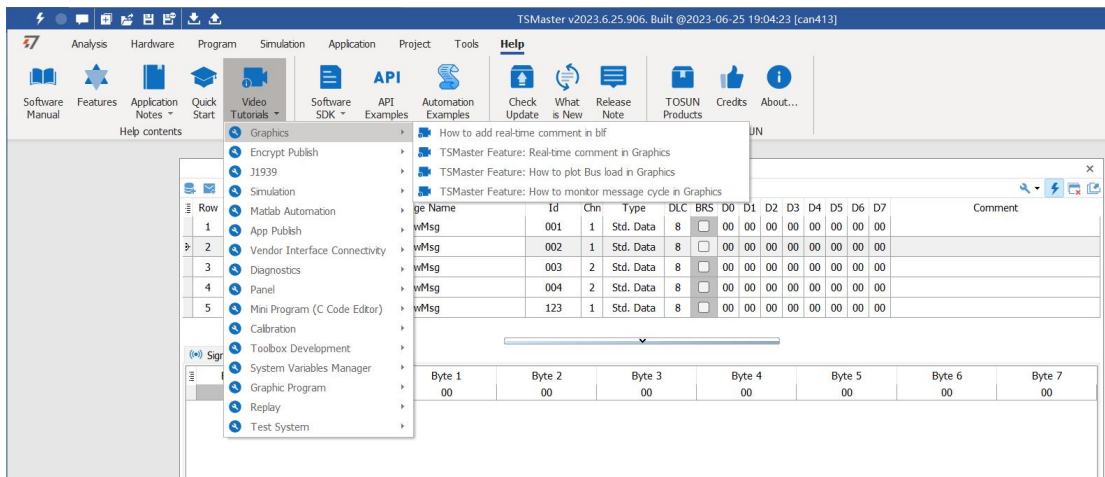 TSMaster v2023.6.25.906. Built @2023-06-25 19:04:23 [can413]
Analysis Hardware Program Simulation Application Project Tools Help
Software Manual
Features
Application Notes
Quick Start
Video Tutorials
Software SDK
API
API Examples
Automation Examples
Check Update
What is New
Release Note
TOSUN Products
Credits
About...
Help contents
UN
Graphics
Encrypt Publish
J1939
Simulation
Matlab Automation
App Publish
Vendor Interface Connectivity
Diagnostics
Panel
Mini Program (C Code Editor)
Calibration
Toolbox Development
System Variables Manager
Graphic Program
Replay
Test System
How to add real-time comment in blf
TSMaster Feature: Real-time comment in Graphics
TSMaster Feature: How to plot Bus load in Graphics
TSMaster Feature: How to monitor message cycle in Graphics
Row ge Name Id Chn Type DLC BRS D0 D1 D2 D3 D4 D5 D6 D7 Comment
1 wMsg 001 1 Std. Data 8 00 00 00 00 00 00 00 00
2 wMsg 002 1 Std. Data 8 00 00 00 00 00 00 00 00
3 wMsg 003 2 Std. Data 8 00 00 00 00 00 00 00 00
4 wMsg 004 2 Std. Data 8 00 00 00 00 00 00 00 00
5 wMsg 123 1 Std. Data 8 00 00 00 00 00 00 00 00
Sigr
Byte 1 Byte 2 Byte 3 Byte 4 Byte 5 Byte 6 Byte 7
00 00 00 00 00 00 00